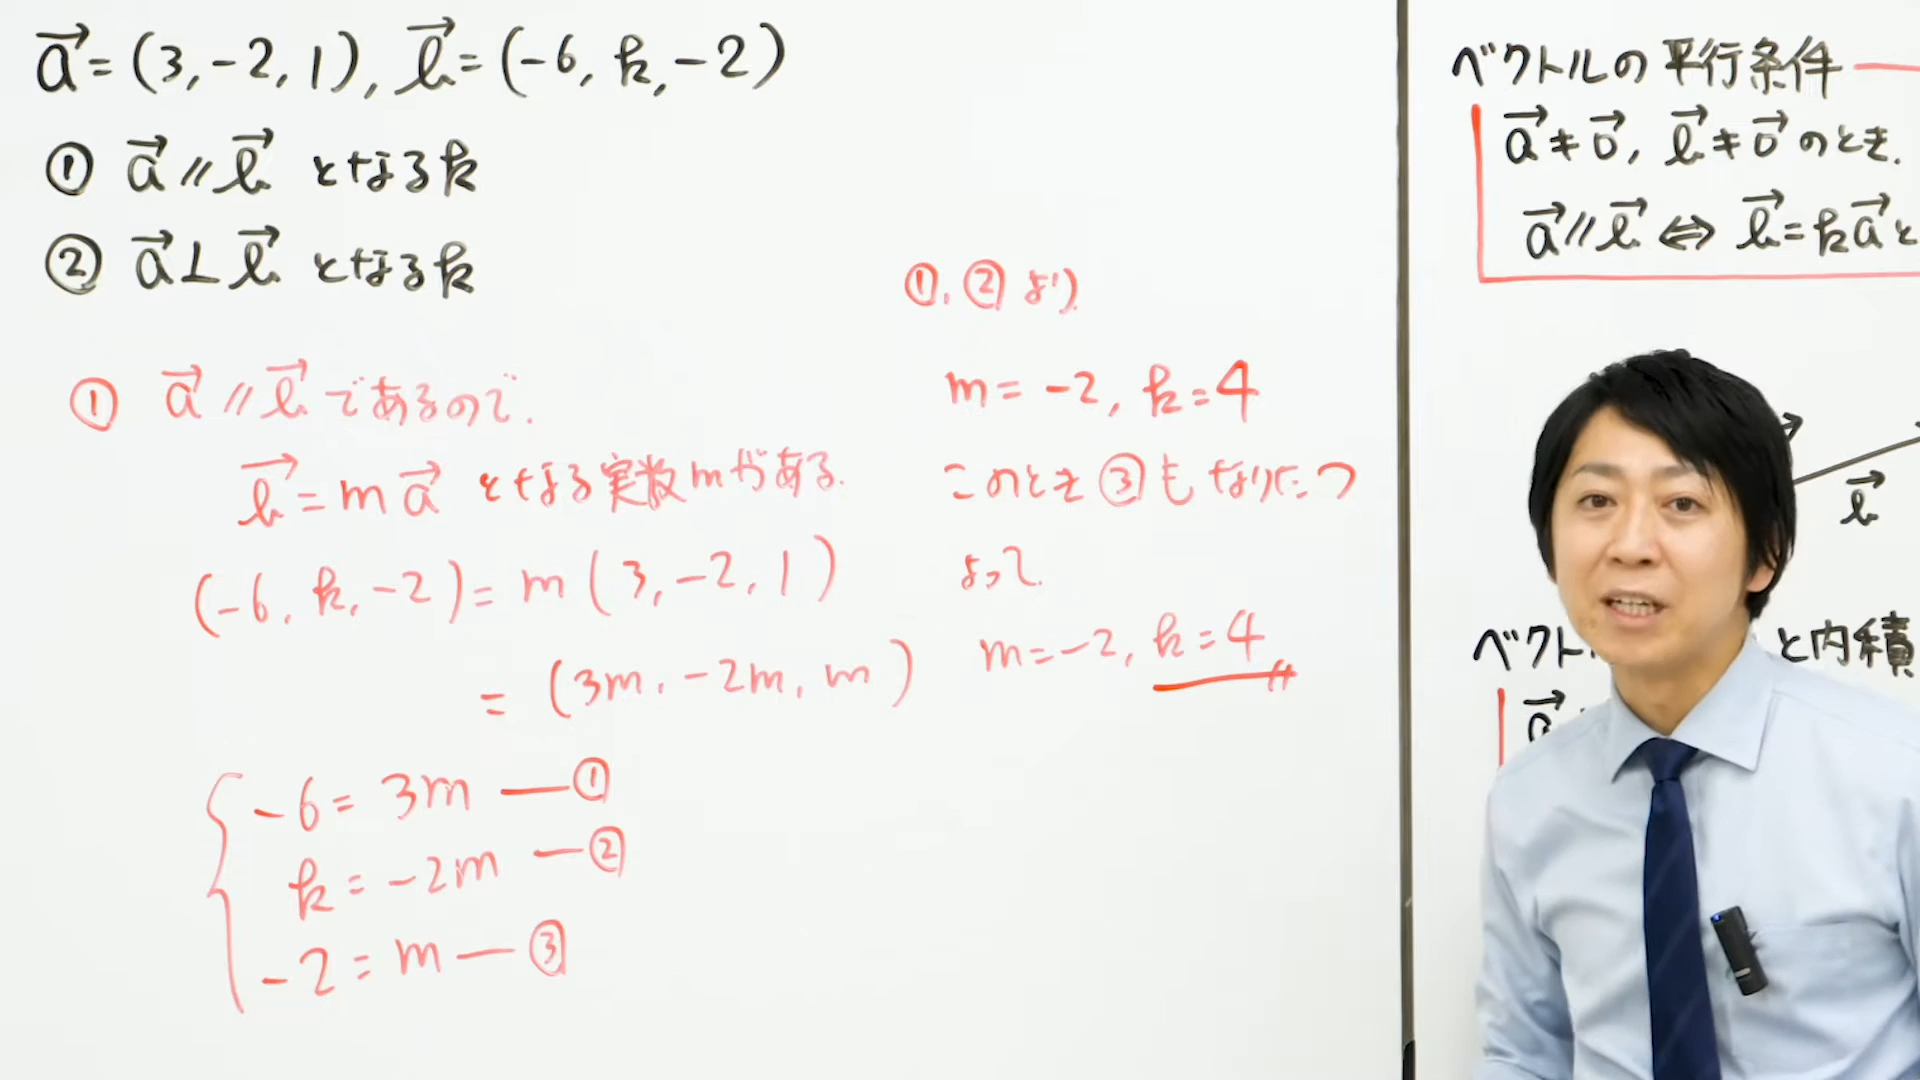 a→=(3,-2,1), b→=(-6,k,-2)
① a→//b→ となるk
② a→⊥b→ となるk
① a→//b→ であるので.
b→=ma→ となる実数mがある.
(-6,k,-2)=m(3,-2,1)
=(3m,-2m,m)
-6=3m—①
k=-2m—②
-2=m—③
①,②より
m=-2,k=4
このとき③もなりたつ
よって
m=-2,k=4
ベクトルの平行条件
a→≠0→, b→≠0→のとき.
a→//b→⇔b→=ka→と
b→
ベクト
と内積
a→